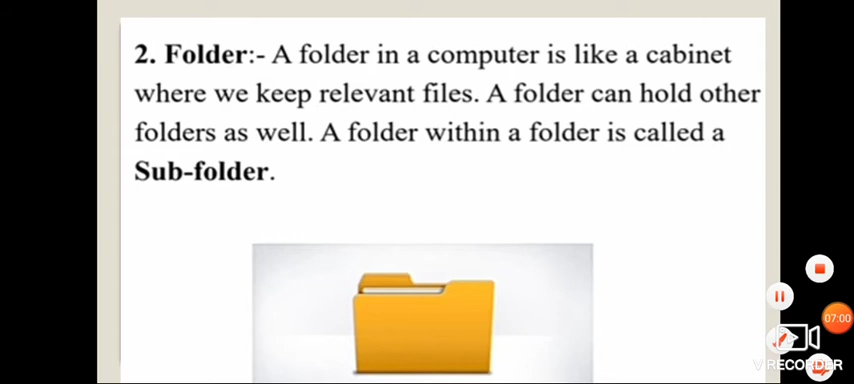 2. Folder:- A folder in a computer is like a cabinet
where we keep relevant files. A folder can hold other
folders as well. A folder within a folder is called a
Sub-folder.
07:00
V RECORDER